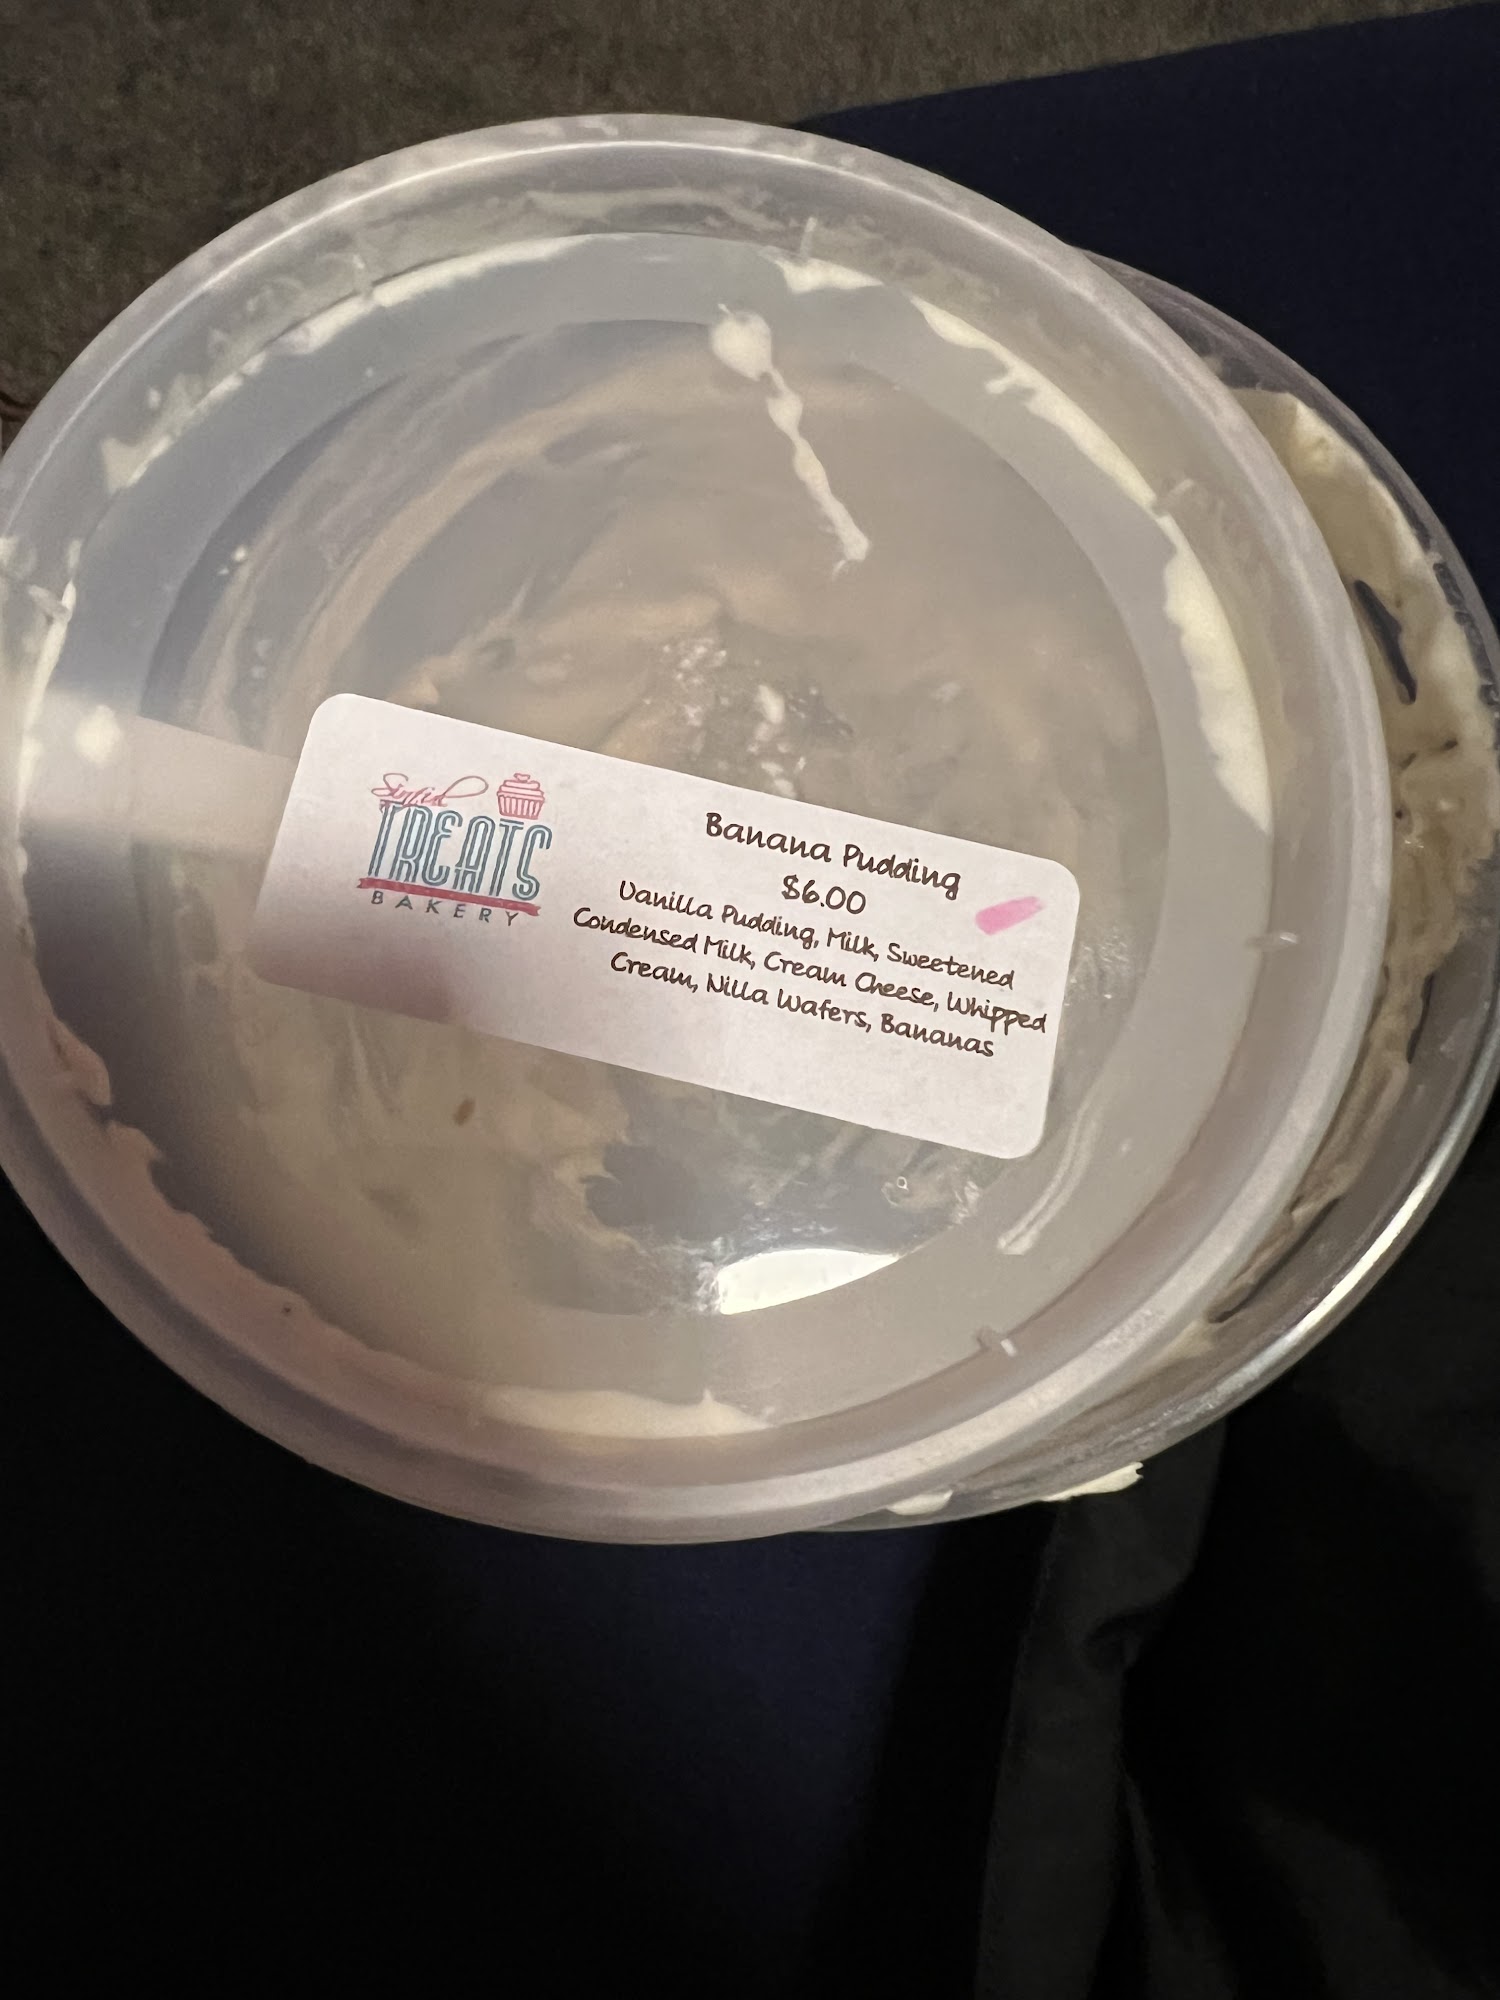 Sinful
TREATS
BAKERY
Banana Pudding
$6.00
Vanilla Pudding, Milk, Sweetened
Condensed Milk, Cream Cheese, Whipped
Cream, Nilla Wafers, Bananas